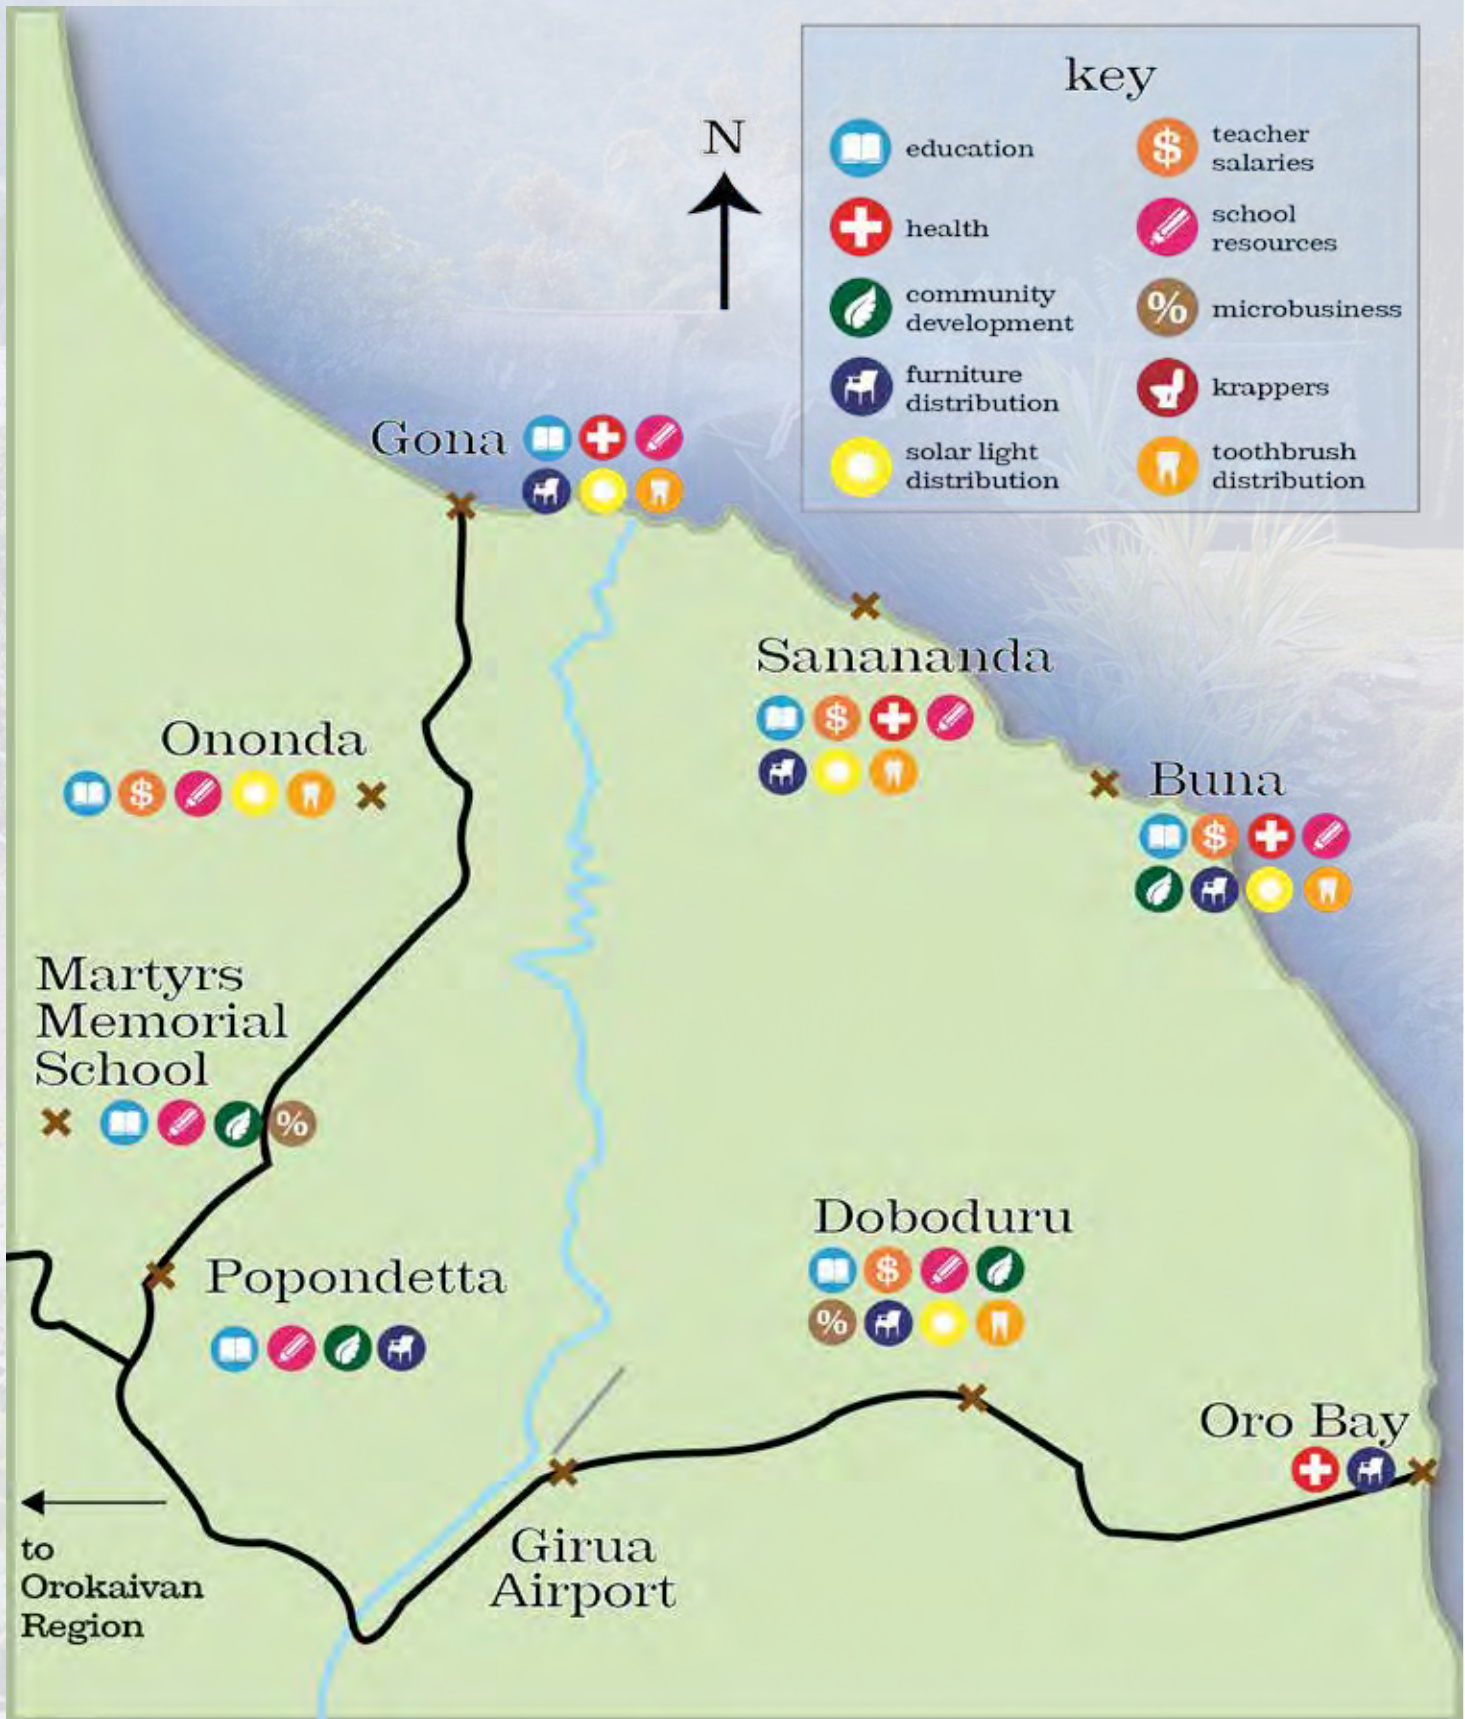 key
education
teacher
salaries
health
school
resources
community
development
%
microbusiness
furniture
distribution
krappers
solar light
distribution
toothbrush
distribution
$
N
Gona
Sanananda
$
Ononda
$
Buna
$
Martyrs
Memorial
School
%
Popondetta
Doboduru
$
%
Oro Bay
Girua
Airport
to
Orokaivan
Region